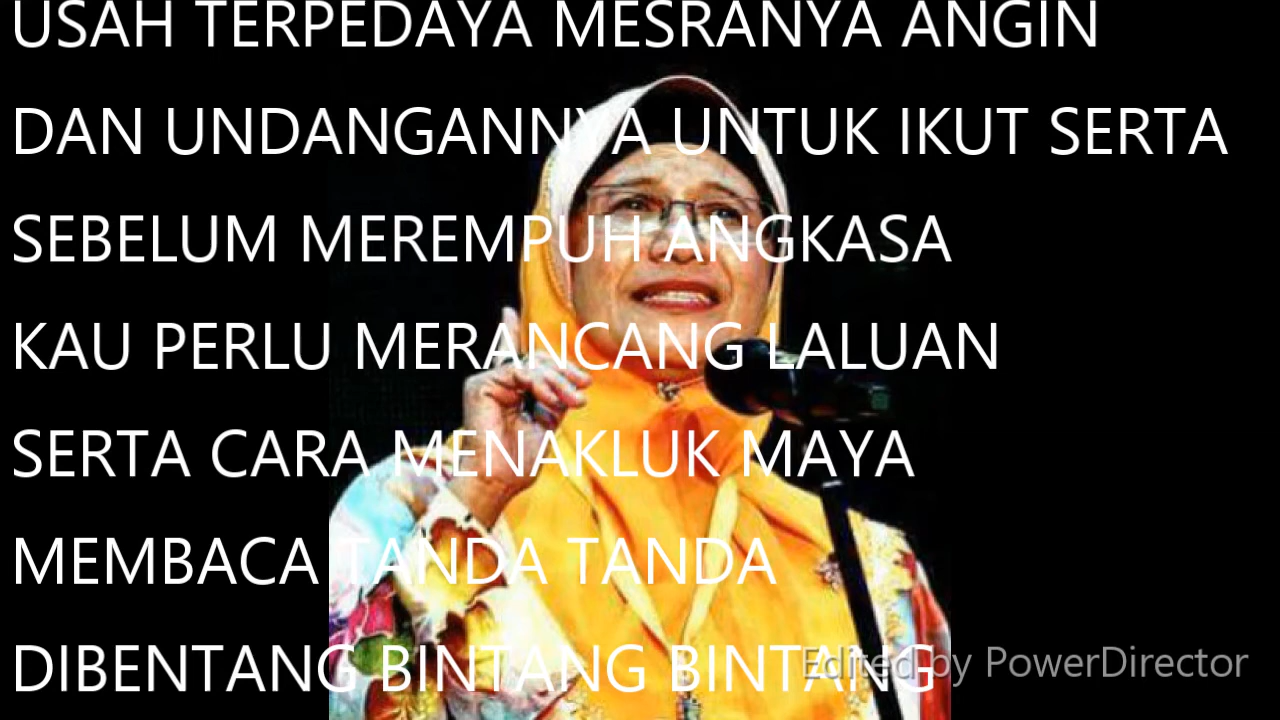 USAH TERPEDAYA MESRANYA ANGIN
DAN UNDANGANNYA UNTUK IKUT SERTA
SEBELUM MEREMPUH ANGKASA
KAU PERLU MERANCANG LALUAN
SERTA CARA MENAKLUK MAYA
MEMBACA TANDA TANDA
DIBENTANG BINTANG BINTANG
Edited by PowerDirector